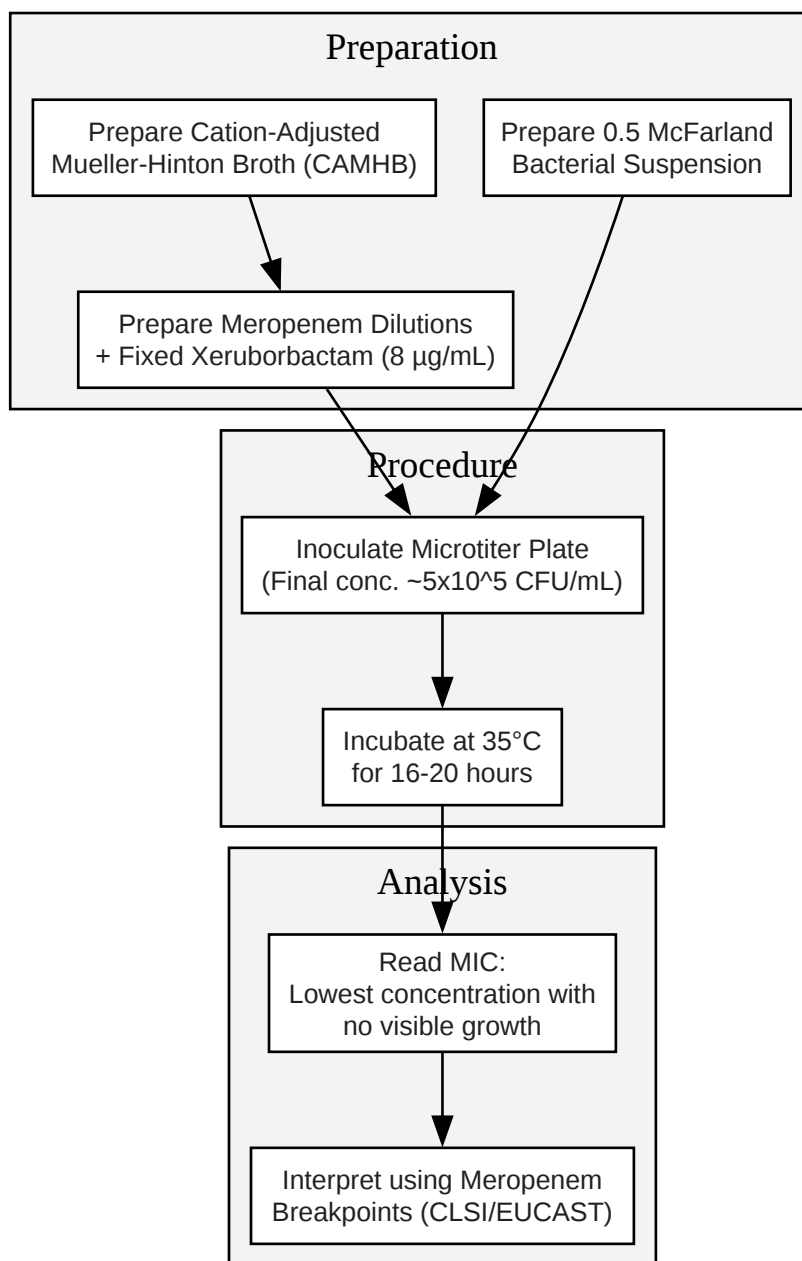 Preparation
Prepare Cation-Adjusted
Mueller-Hinton Broth (CAMHB)
Prepare 0.5 McFarland
Bacterial Suspension
Prepare Meropenem Dilutions
+ Fixed Xeruborbactam (8 µg/mL)
Procedure
Inoculate Microtiter Plate
(Final conc. ~5x10^5 CFU/mL)
Incubate at 35°C
for 16-20 hours
Analysis
Read MIC:
Lowest concentration with
no visible growth
Interpret using Meropenem
Breakpoints (CLSI/EUCAST)